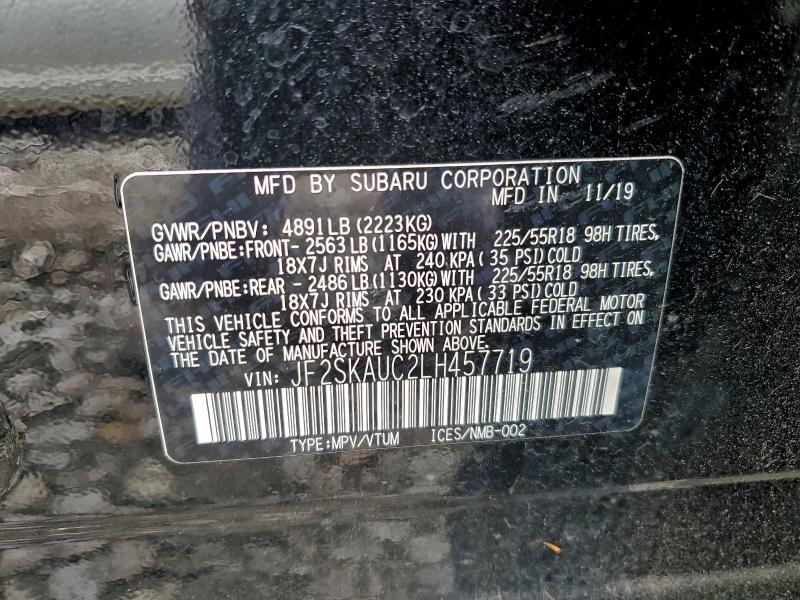 MFD BY SUBARU CORPORATION
MFD IN 11/19
GVWR/PNBV: 4891LB (2223KG)
GAWR/PNBE:FRONT- 2563 LB (1165KG) WITH 225/55R18 98H TIRES,
18X7J RIMS AT 240 KPA ( 35 PSI) COLD
GAWR/PNBE:REAR - 2486 LB (1130KG) WITH 225/55R18 98H TIRES,
18X7J RIMS AT 230 KPA ( 33 PSI) COLD
THIS VEHICLE CONFORMS TO ALL APPLICABLE FEDERAL MOTOR
VEHICLE SAFETY AND THEFT PREVENTION STANDARDS IN EFFECT ON
THE DATE OF MANUFACTURE SHOWN ABOVE.
VIN: JF2SKAUC2LH457719
TYPE:MPV/VTUM ICES/NMB-002